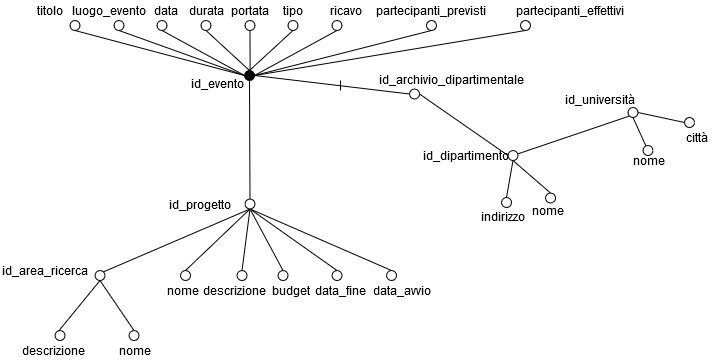 titolo luogo_evento data durata portata tipo ricavo partecipanti_previsti partecipanti_effettivi
id_evento
id_archivio_dipartimentale
id_università
città
id_dipartimento
nome
indirizzo nome
id_progetto
id_area_ricerca
nome descrizione budget data_fine data_avvio
descrizione nome